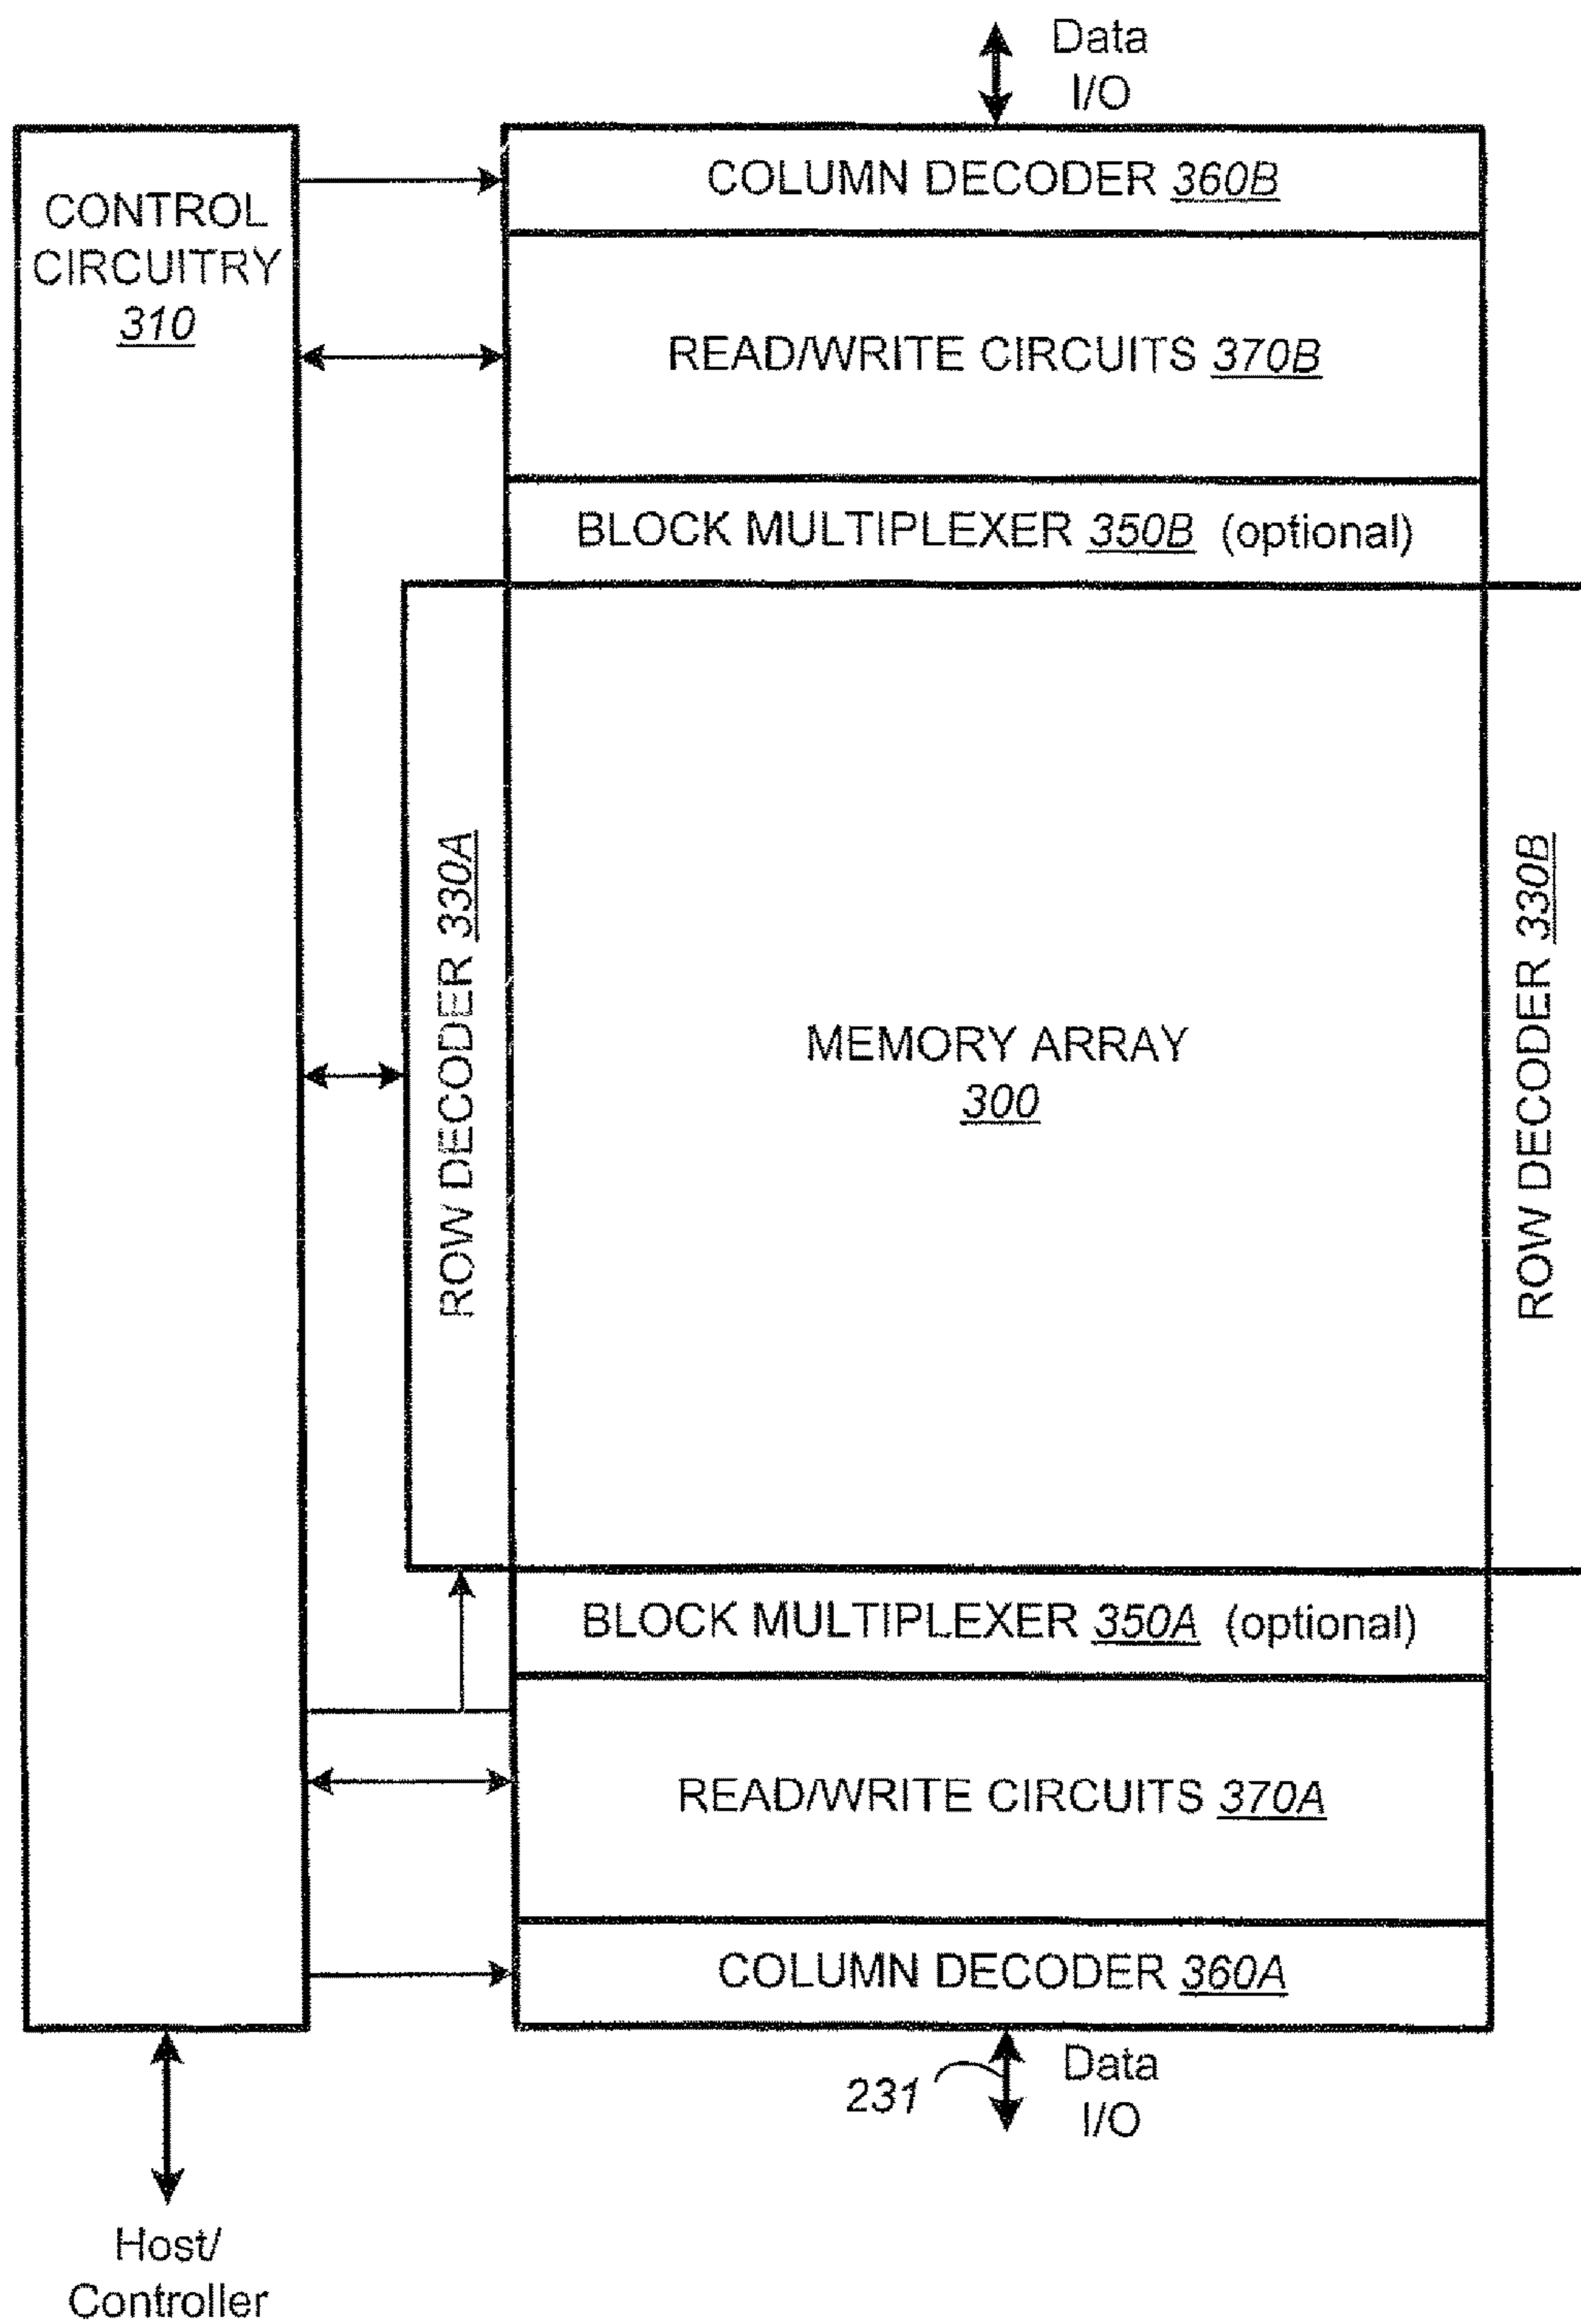 Data
I/O
CONTROL
CIRCUITRY
310
COLUMN DECODER 360B
READ/WRITE CIRCUITS 370B
BLOCK MULTIPLEXER 350B (optional)
ROW DECODER 330A
MEMORY ARRAY
300
ROW DECODER 330B
BLOCK MULTIPLEXER 350A (optional)
READ/WRITE CIRCUITS 370A
COLUMN DECODER 360A
231
Data
I/O
Host/
Controller